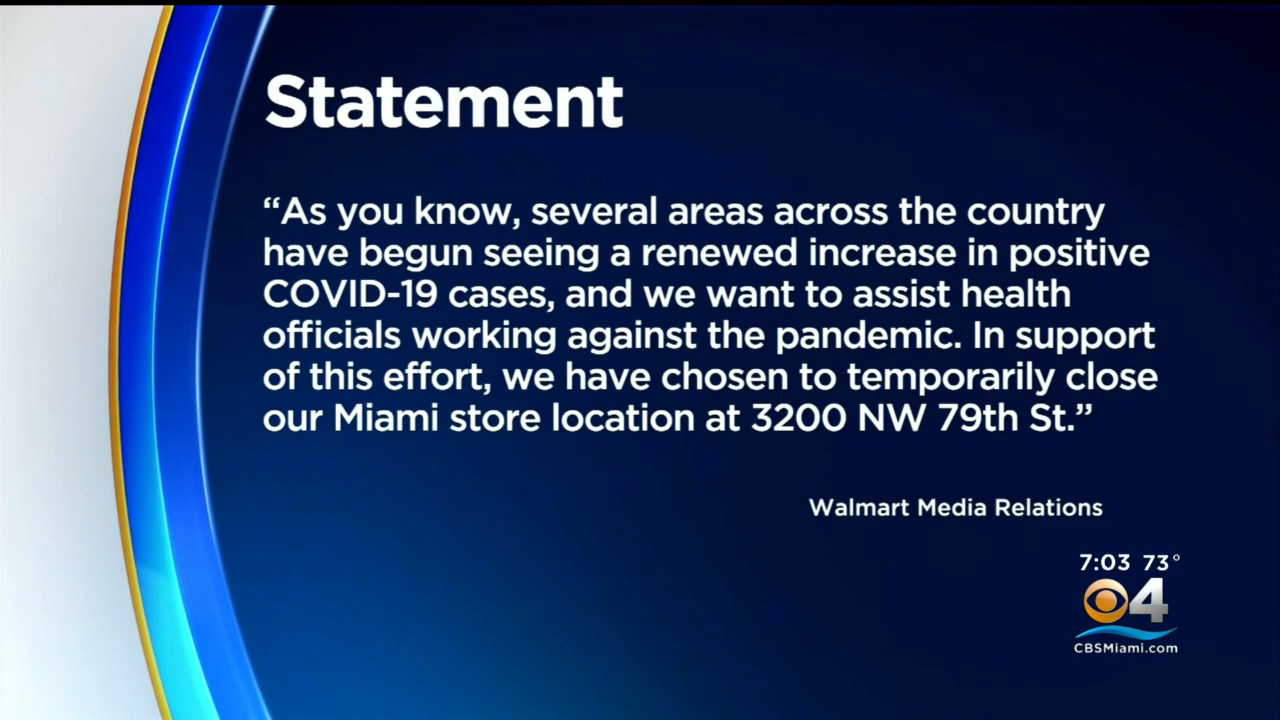 Statement
“As you know, several areas across the country
have begun seeing a renewed increase in positive
COVID-19 cases, and we want to assist health
officials working against the pandemic. In support
of this effort, we have chosen to temporarily close
our Miami store location at 3200 NW 79th St.”
Walmart Media Relations
7:03 73°
4
CBSMiami.com